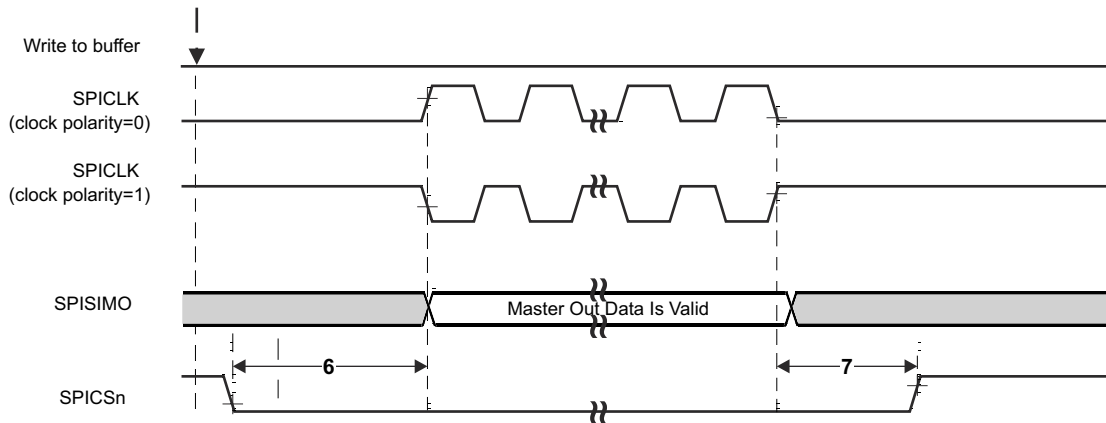 Write to buffer
SPICLK
(clock polarity=0)
SPICLK
(clock polarity=1)
SPISIMO
Master Out Data Is Valid
6
7
SPICSn